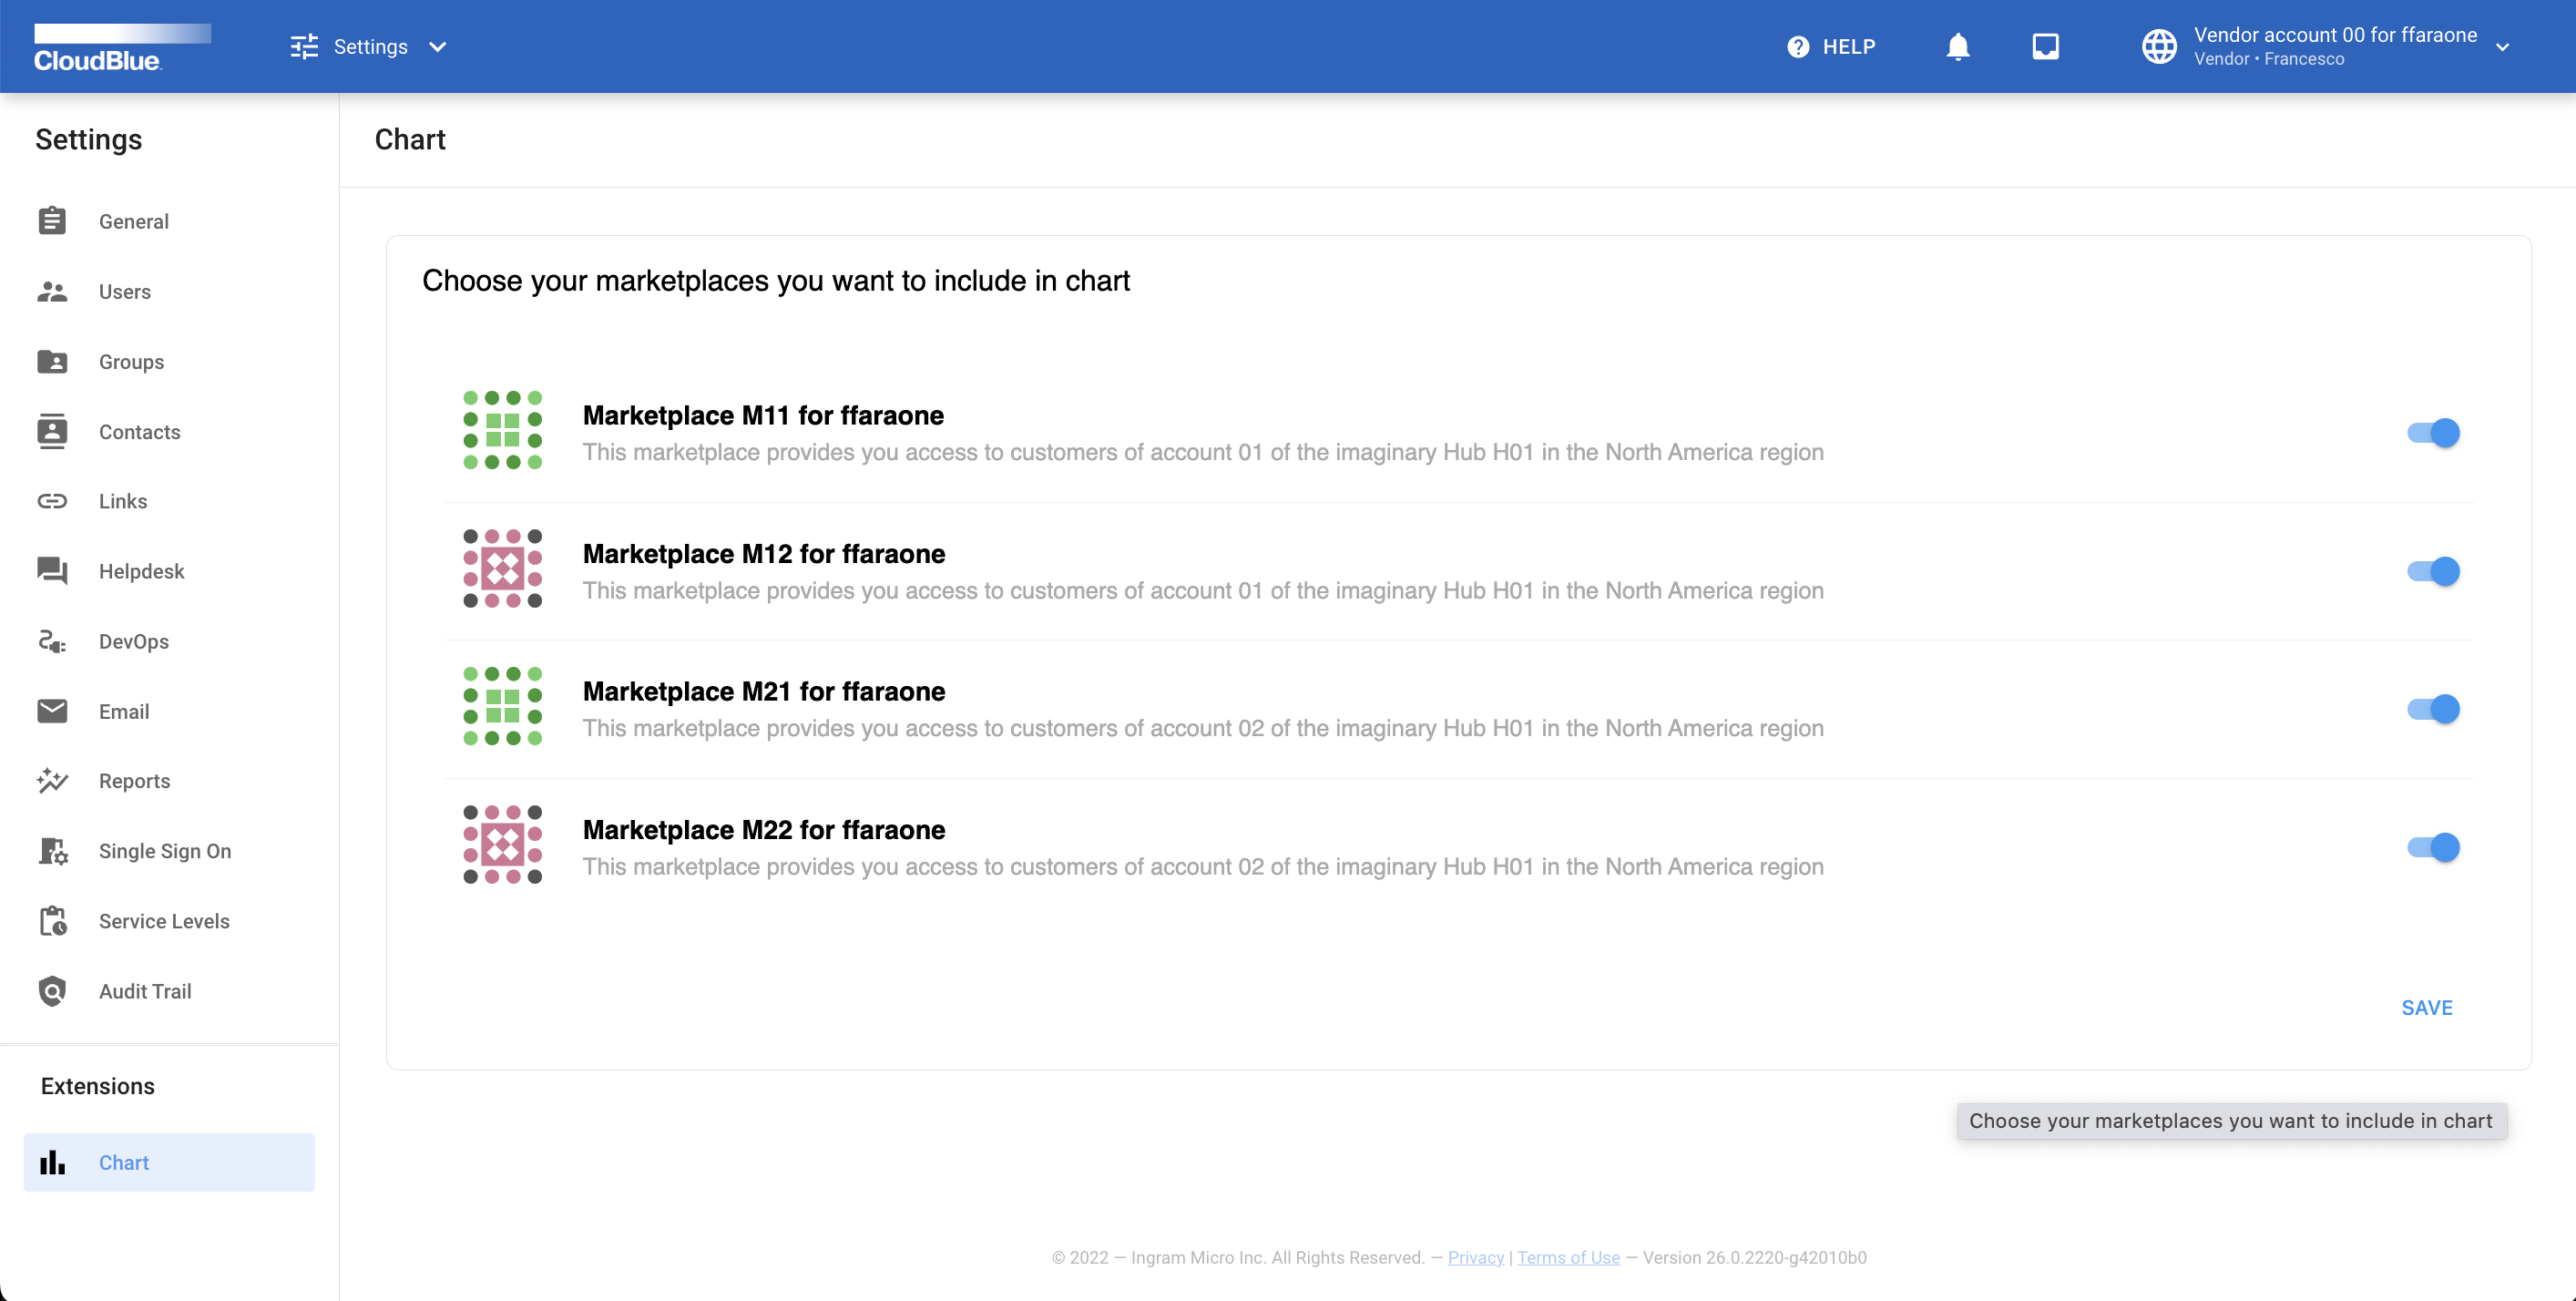 CloudBlue
Settings
HELP
Vendor account 00 for ffaraone
Vendor • Francesco
Settings
General
Users
Groups
Contacts
Links
Helpdesk
DevOps
Email
Reports
Single Sign On
Service Levels
Audit Trail
Extensions
Chart
Chart
Choose your marketplaces you want to include in chart
Marketplace M11 for ffaraone
This marketplace provides you access to customers of account 01 of the imaginary Hub H01 in the North America region
Marketplace M12 for ffaraone
This marketplace provides you access to customers of account 01 of the imaginary Hub H01 in the North America region
Marketplace M21 for ffaraone
This marketplace provides you access to customers of account 02 of the imaginary Hub H01 in the North America region
Marketplace M22 for ffaraone
This marketplace provides you access to customers of account 02 of the imaginary Hub H01 in the North America region
SAVE
Choose your marketplaces you want to include in chart
© 2022 — Ingram Micro Inc. All Rights Reserved. — Privacy | Terms of Use — Version 26.0.2220-g42010b0